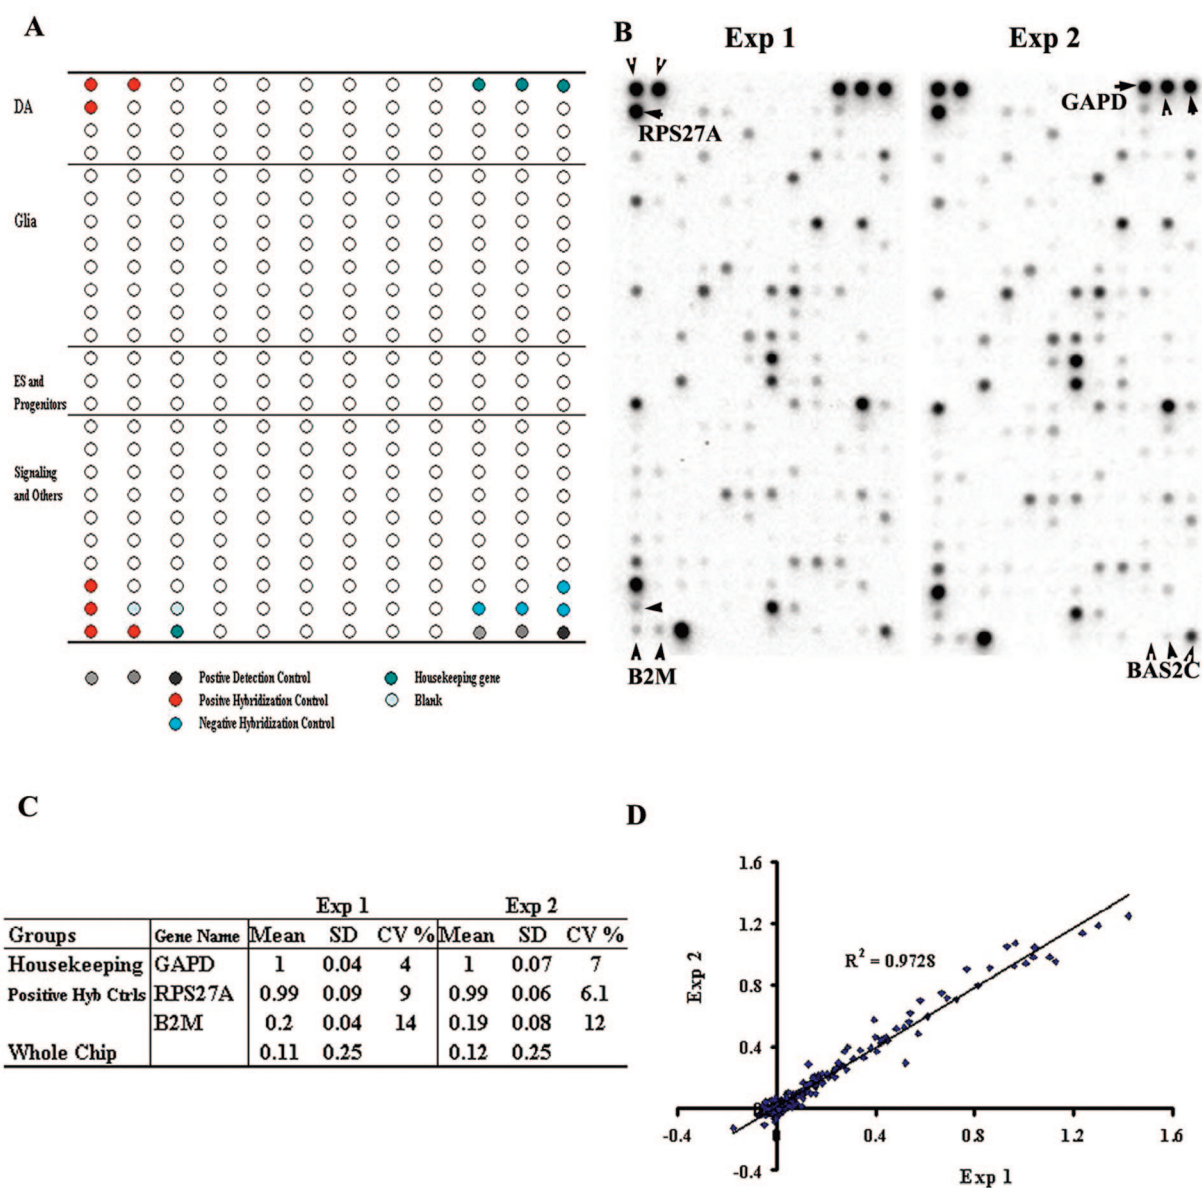 A
DA
Glia
ES and
Progenitors
Signaling
and Others
Postive Detection Control
Positive Hybridization Control
Negative Hybridization Control
Housekeeping gene
Blank
B
Exp 1
Exp 2
RPS27A
GAPD
B2M
BAS2C
C
Exp 1 Exp 2
Groups Gene Name Mean SD CV % Mean SD CV %
Housekeeping GAPD 1 0.04 4 1 0.07 7
Positive Hyb Ctrls RPS27A 0.99 0.09 9 0.99 0.06 6.1
B2M 0.2 0.04 14 0.19 0.08 12
Whole Chip 0.11 0.25 0.12 0.25
D
1.6
1.2
0.8
0.4
0
-0.4
Exp 2
R2 = 0.9728
-0.4 0 0.4 0.8 1.2 1.6
Exp 1